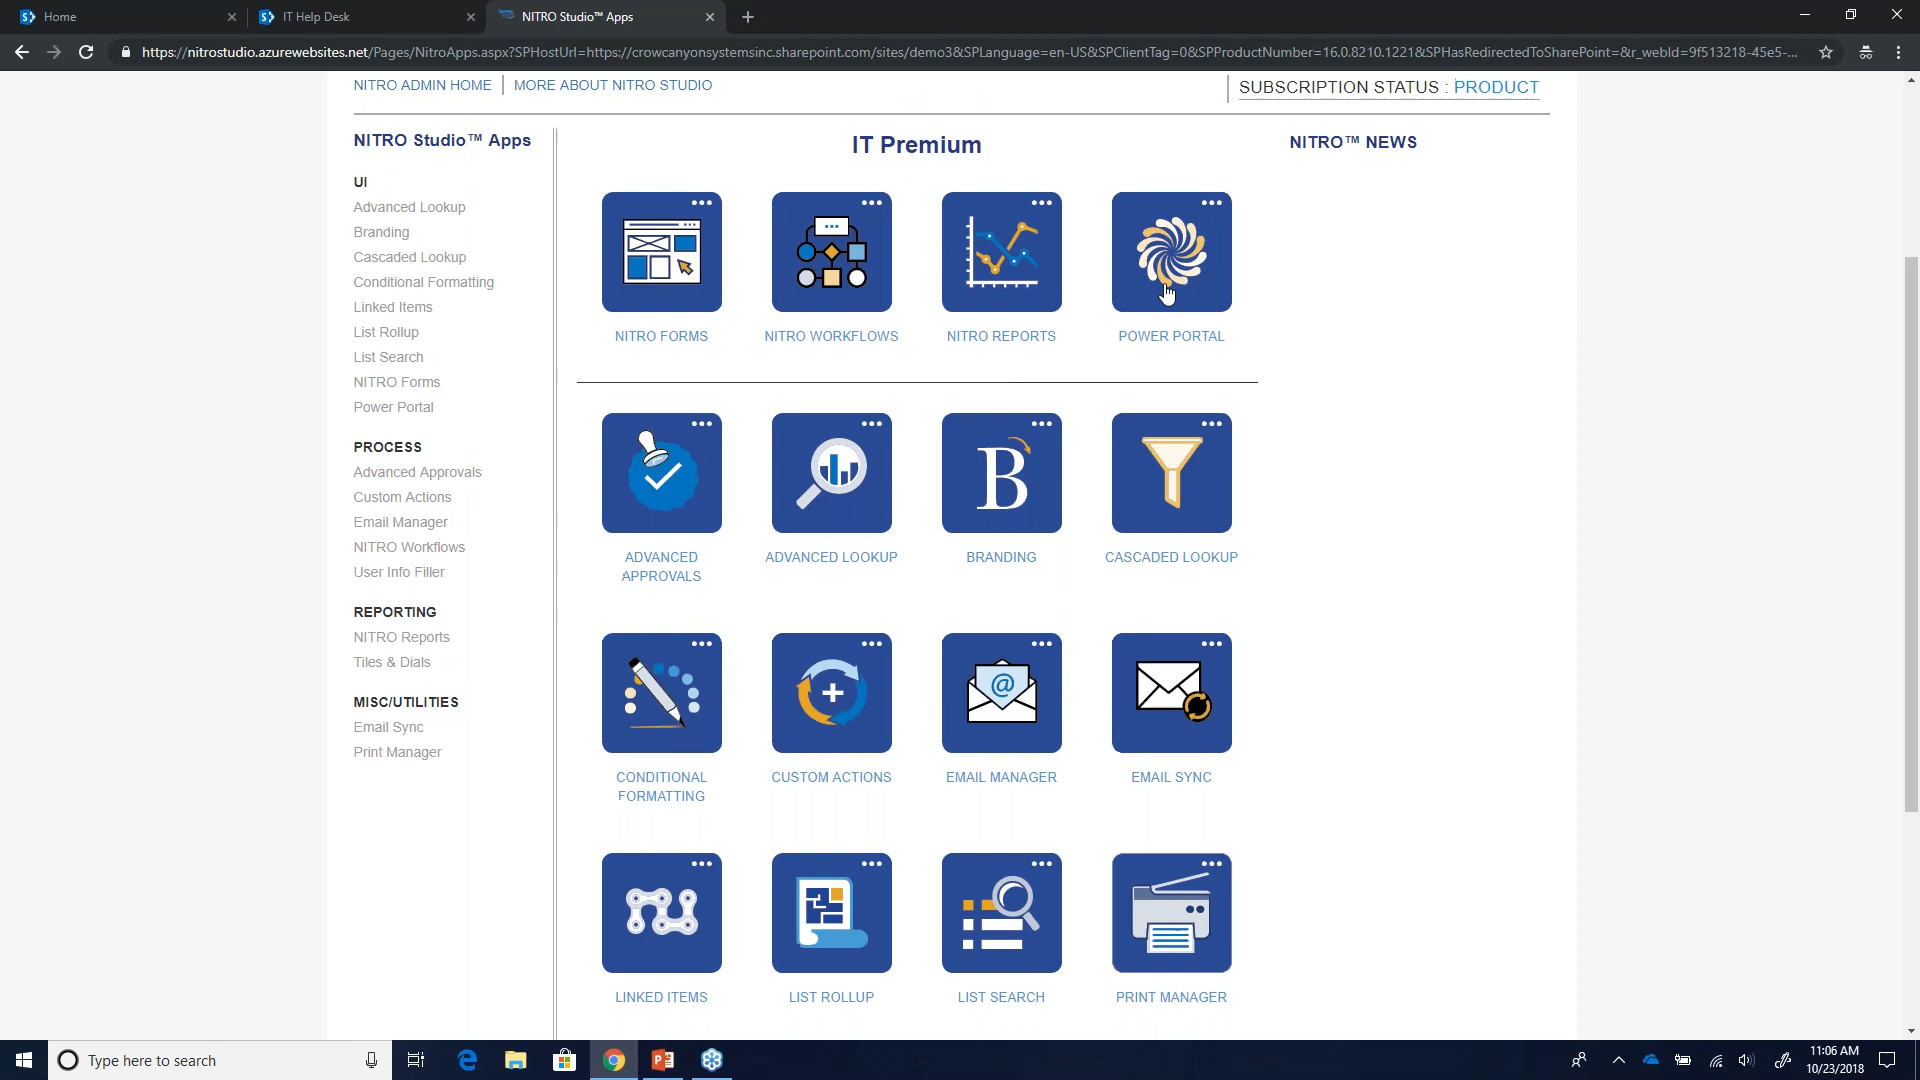 Home
IT Help Desk
NITRO Studio™ Apps
https://nitrostudio.azurewebsites.net/Pages/NitroApps.aspx?SPHostUrl=https://crowcanyonsystemsinc.sharepoint.com/sites/demo3&SPLanguage=en-US&SPClientTag=0&SPProductNumber=16.0.8210.1221&SPHasRedirectedToSharePoint=&r_webId=9f513218-45e5-...
NITRO ADMIN HOME
MORE ABOUT NITRO STUDIO
SUBSCRIPTION STATUS : PRODUCT
NITRO Studio™ Apps
UI
Advanced Lookup
Branding
Cascaded Lookup
Conditional Formatting
Linked Items
List Rollup
List Search
NITRO Forms
Power Portal
PROCESS
Advanced Approvals
Custom Actions
Email Manager
NITRO Workflows
User Info Filler
REPORTING
NITRO Reports
Tiles & Dials
MISC/UTILITIES
Email Sync
Print Manager
IT Premium
NITRO FORMS
NITRO WORKFLOWS
NITRO REPORTS
POWER PORTAL
B
ADVANCED
APPROVALS
ADVANCED LOOKUP
BRANDING
CASCADED LOOKUP
@
CONDITIONAL
FORMATTING
CUSTOM ACTIONS
EMAIL MANAGER
EMAIL SYNC
LINKED ITEMS
LIST ROLLUP
LIST SEARCH
PRINT MANAGER
NITRO™ NEWS
Type here to search
11:06 AM
10/23/2018